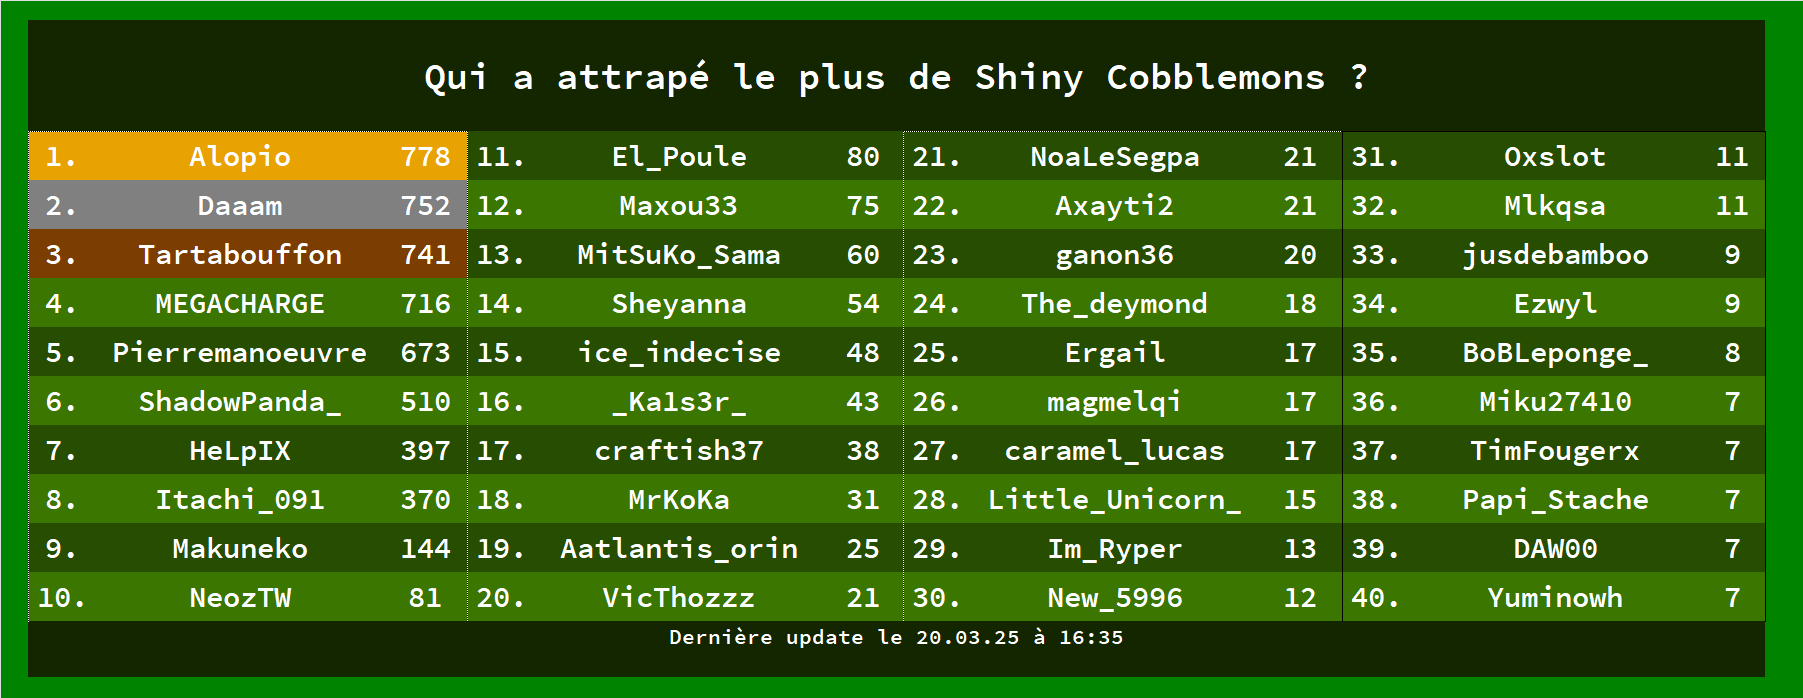 Qui a attrapé le plus de Shiny Cobblemons ?
1. Alopio 778 11. El_Poule 80 21. NoaLeSegpa 21 31. Oxslot 11
2. Daaam 752 12. Maxou33 75 22. Axayti2 21 32. Mlkqsa 11
3. Tartabouffon 741 13. MitSuKo_Sama 60 23. ganon36 20 33. jusdebamboo 9
4. MEGACHARGE 716 14. Sheyanna 54 24. The_deymond 18 34. Ezwyl 9
5. Pierremanoeuvre 673 15. ice_indecise 48 25. Ergail 17 35. BoBLeponge_ 8
6. ShadowPanda_ 510 16. _Ka1s3r_ 43 26. magmelqi 17 36. Miku27410 7
7. HeLpIX 397 17. craftish37 38 27. caramel_lucas 17 37. TimFougerx 7
8. Itachi_091 370 18. MrKoKa 31 28. Little_Unicorn_ 15 38. Papi_Stache 7
9. Makuneko 144 19. Aatlantis_orin 25 29. Im_Ryper 13 39. DAW00 7
10. NeozTW 81 20. VicThozzz 21 30. New_5996 12 40. Yuminowh 7
Dernière update le 20.03.25 à 16:35